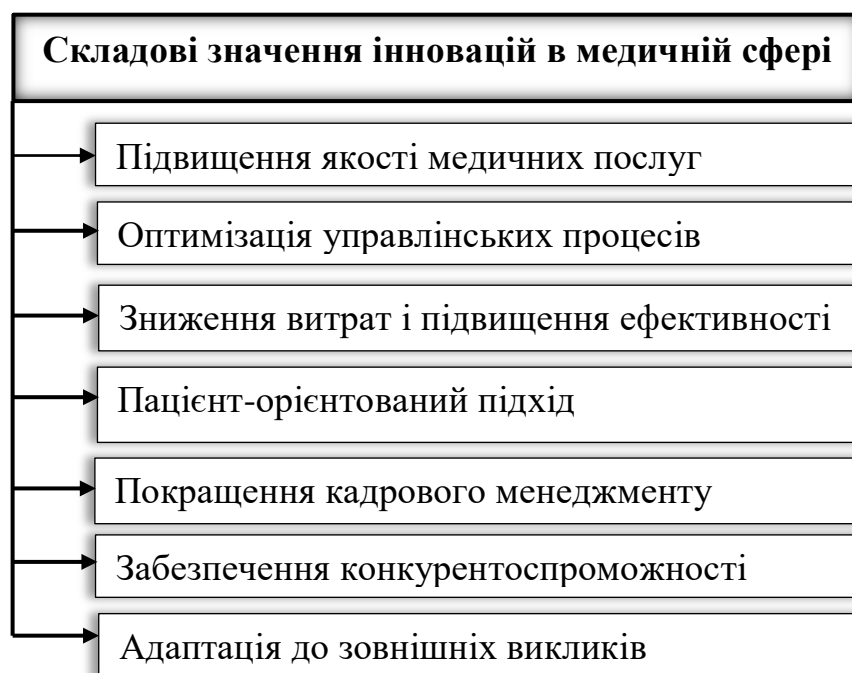 Складові значення інновацій в медичній сфері
Підвищення якості медичних послуг
Оптимізація управлінських процесів
Зниження витрат і підвищення ефективності
Пацієнт-орієнтований підхід
Покращення кадрового менеджменту
Забезпечення конкурентоспроможності
Адаптація до зовнішніх викликів